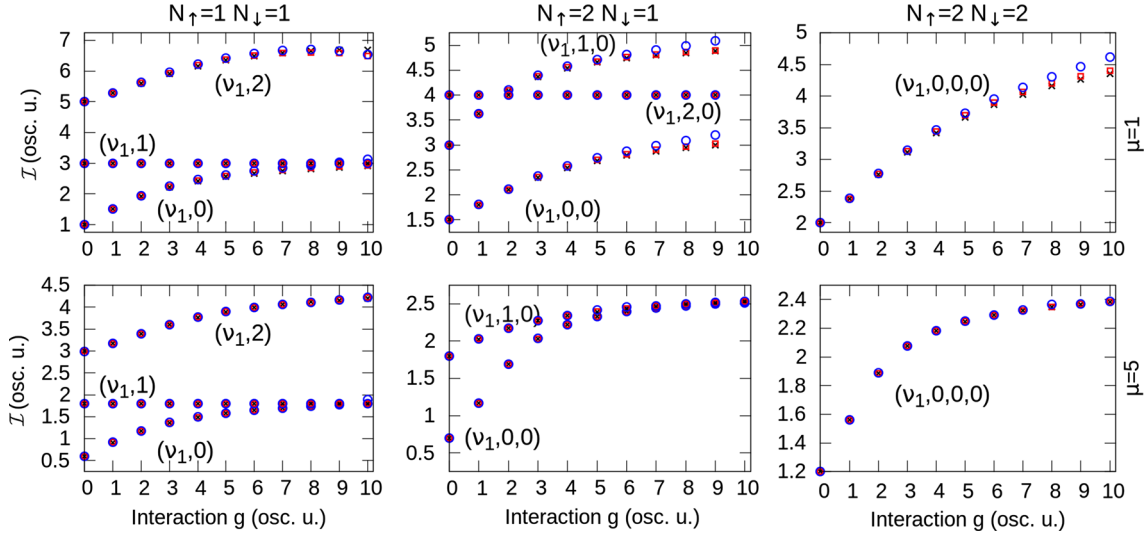 N↑=1 N↓=1
N↑=2 N↓=1
N↑=2 N↓=2
7
6
5
4
3
2
1
ℐ (osc. u.)
(ν₁,2)
(ν₁,1)
(ν₁,0)
0 1 2 3 4 5 6 7 8 9 10
5
4.5
4
3.5
3
2.5
2
1.5
(ν₁,1,0)
(ν₁,2,0)
(ν₁,0,0)
0 1 2 3 4 5 6 7 8 9 10
5
4.5
4
3.5
3
2.5
2
(ν₁,0,0,0)
0 1 2 3 4 5 6 7 8 9 10
μ=1
4.5
4
3.5
3
2.5
2
1.5
1
0.5
ℐ (osc. u.)
(ν₁,2)
(ν₁,1)
(ν₁,0)
0 1 2 3 4 5 6 7 8 9 10
Interaction g (osc. u.)
2.5
2
1.5
1
0.5
(ν₁,1,0)
(ν₁,0,0)
0 1 2 3 4 5 6 7 8 9 10
Interaction g (osc. u.)
2.4
2.2
2
1.8
1.6
1.4
1.2
(ν₁,0,0,0)
0 1 2 3 4 5 6 7 8 9 10
Interaction g (osc. u.)
μ=5